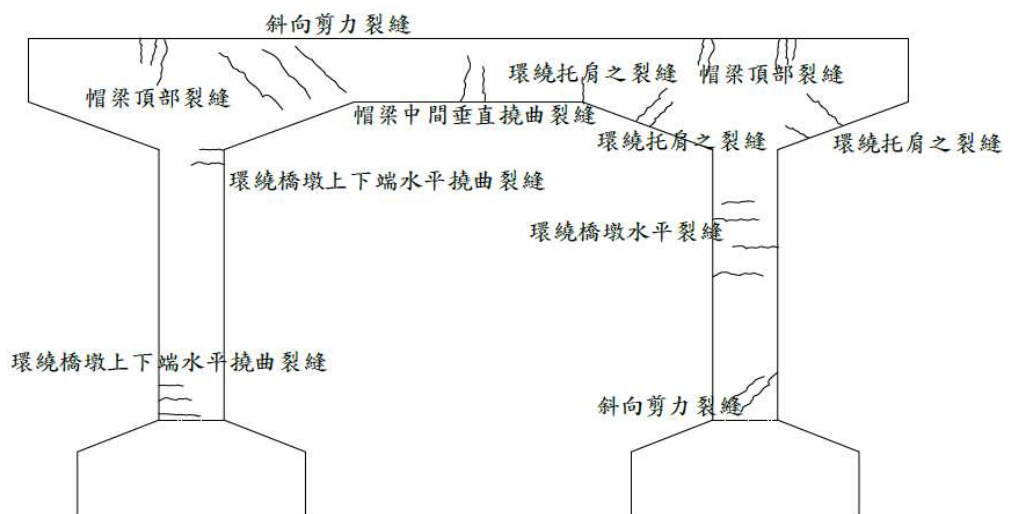 斜向剪力裂縫
環繞托肩之裂縫
帽梁頂部裂縫
帽梁頂部裂縫
帽梁中間垂直撓曲裂縫
環繞托肩之裂縫
環繞托肩之裂縫
環繞橋墩上下端水平撓曲裂縫
環繞橋墩水平裂縫
環繞橋墩上下端水平撓曲裂縫
斜向剪力裂縫